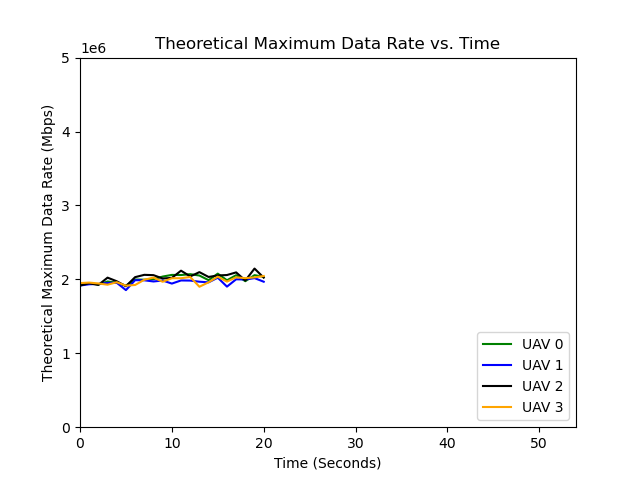 Theoretical Maximum Data Rate vs. Time
1e6
5
4
3
2
1
0
Theoretical Maximum Data Rate (Mbps)
0 10 20 30 40 50
Time (Seconds)
UAV 0
UAV 1
UAV 2
UAV 3